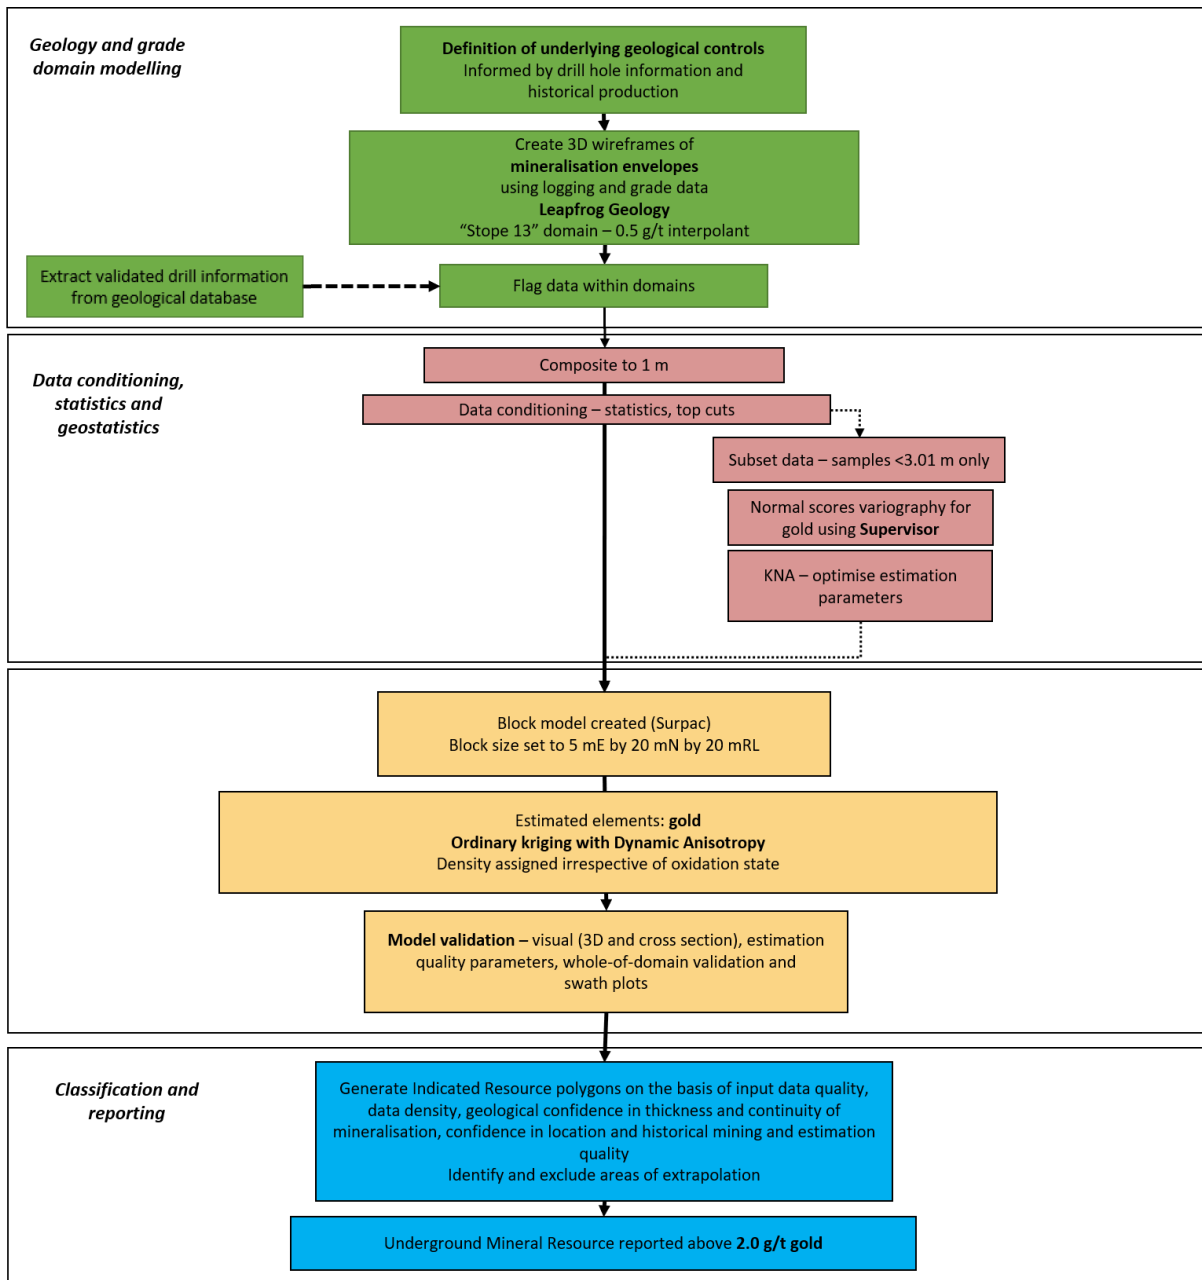 Geology and grade
domain modelling
Definition of underlying geological controls
Informed by drill hole information and
historical production
Create 3D wireframes of
mineralisation envelopes
using logging and grade data
Leapfrog Geology
“Stope 13” domain – 0.5 g/t interpolant
Extract validated drill information
from geological database
Flag data within domains
Data conditioning,
statistics and
geostatistics
Composite to 1 m
Data conditioning – statistics, top cuts
Subset data – samples <3.01 m only
Normal scores variography for
gold using Supervisor
KNA – optimise estimation
parameters
Block model created (Surpac)
Block size set to 5 mE by 20 mN by 20 mRL
Estimated elements: gold
Ordinary kriging with Dynamic Anisotropy
Density assigned irrespective of oxidation state
Model validation – visual (3D and cross section), estimation
quality parameters, whole-of-domain validation and
swath plots
Classification and
reporting
Generate Indicated Resource polygons on the basis of input data quality,
data density, geological confidence in thickness and continuity of
mineralisation, confidence in location and historical mining and estimation
quality
Identify and exclude areas of extrapolation
Underground Mineral Resource reported above 2.0 g/t gold